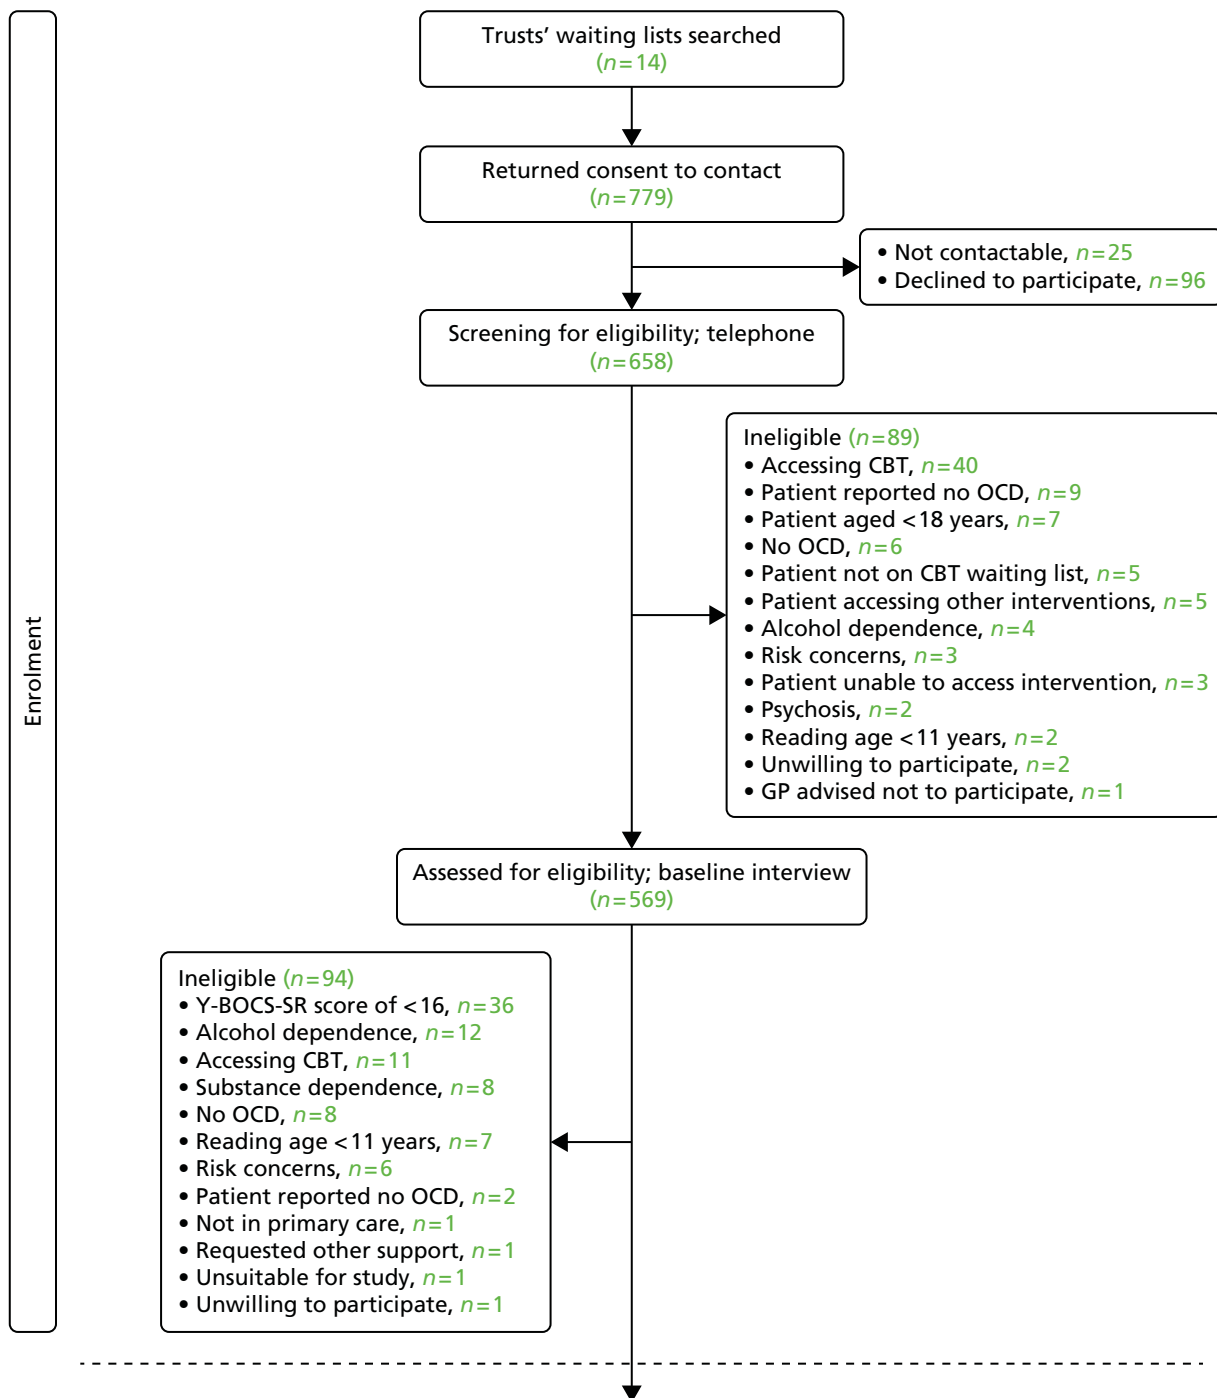 Enrolment
Trusts' waiting lists searched
(n=14)
Returned consent to contact
(n=779)
• Not contactable, n=25
• Declined to participate, n=96
Screening for eligibility; telephone
(n=658)
Ineligible (n=89)
• Accessing CBT, n=40
• Patient reported no OCD, n=9
• Patient aged <18 years, n=7
• No OCD, n=6
• Patient not on CBT waiting list, n=5
• Patient accessing other interventions, n=5
• Alcohol dependence, n=4
• Risk concerns, n=3
• Patient unable to access intervention, n=3
• Psychosis, n=2
• Reading age <11 years, n=2
• Unwilling to participate, n=2
• GP advised not to participate, n=1
Assessed for eligibility; baseline interview
(n=569)
Ineligible (n=94)
• Y-BOCS-SR score of <16, n=36
• Alcohol dependence, n=12
• Accessing CBT, n=11
• Substance dependence, n=8
• No OCD, n=8
• Reading age <11 years, n=7
• Risk concerns, n=6
• Patient reported no OCD, n=2
• Not in primary care, n=1
• Requested other support, n=1
• Unsuitable for study, n=1
• Unwilling to participate, n=1